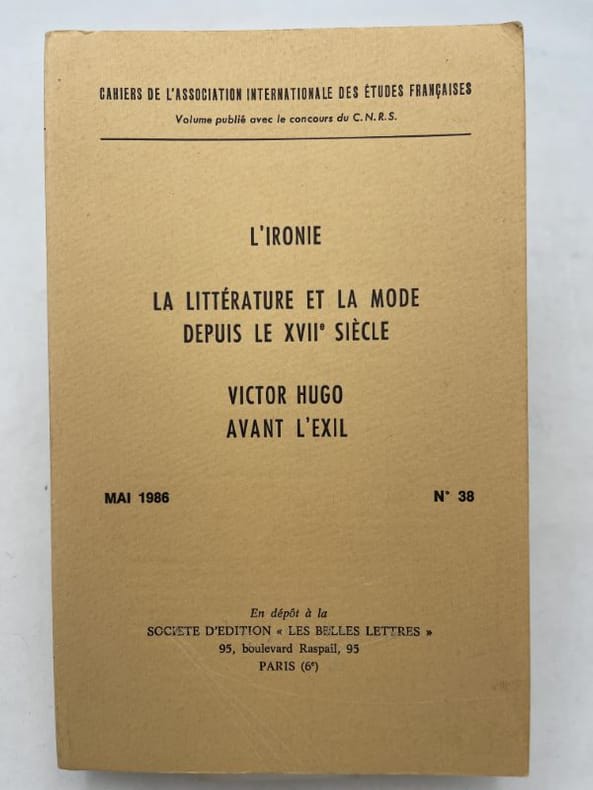 CAHIERS DE L'ASSOCIATION INTERNATIONALE DES ÉTUDES FRANÇAISES
Volume publié avec le concours du C.N.R.S.
L'IRONIE
LA LITTÉRATURE ET LA MODE
DEPUIS LE XVIIe SIÈCLE
VICTOR HUGO
AVANT L'EXIL
MAI 1986 N° 38
En dépôt à la
SOCIETE D'EDITION « LES BELLES LETTRES »
95, boulevard Raspail, 95
PARIS (6e)